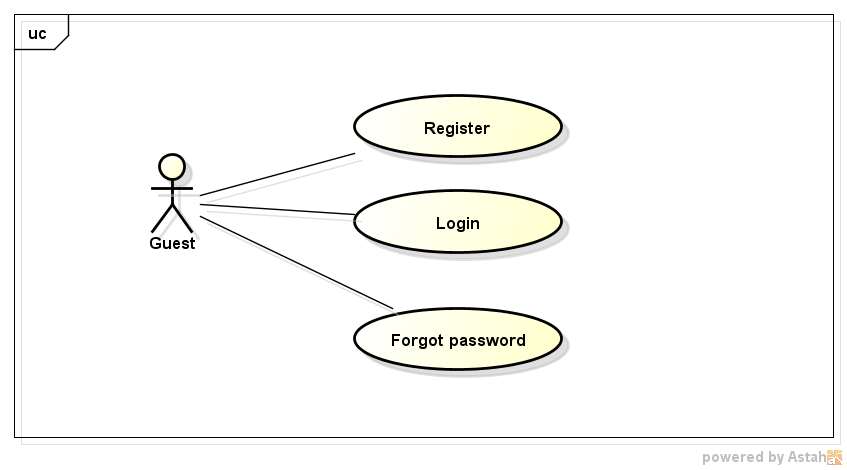 uc
Register
Login
Guest
Forgot password
powered by Astah